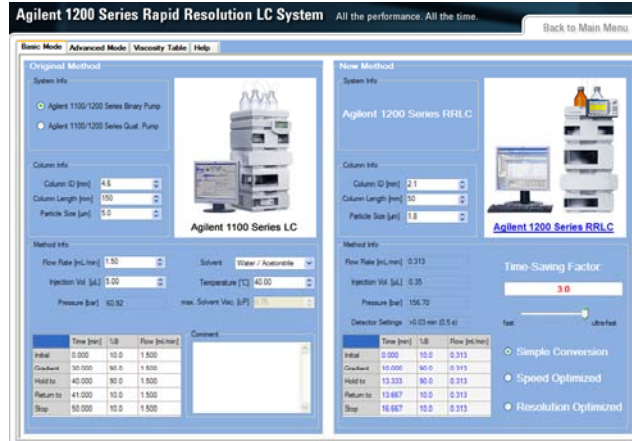 Agilent 1200 Series Rapid Resolution LC System All the performance. All the time.
Back to Main Menu
Basic Mode Advanced Mode Viscosity Table Help
Original Method
System Info
Agilent 1100/1200 Series Binary Pump
Agilent 1100/1200 Series Quat. Pump
Column Info
Column ID [mm] 4.6
Column Length [mm] 150
Particle Size [µm] 5.0
Agilent 1100 Series LC
Method Info
Flow Rate [mL/min] 1.50 Solvent Water / Acetonitrile
Injection Vol. [µL] 5.00 Temperature [°C] 40.00
Pressure [bar] 60.92 max. Solvent Visc. [cP] 0.75
Time [min] %B Flow [ml/min]
Initial 0.000 10.0 1.500
Gradient 30.000 90.0 1.500
Hold to 40.000 90.0 1.500
Return to 41.000 10.0 1.500
Stop 50.000 10.0 1.500
Comment
New Method
System Info
Agilent 1200 Series RRLC
Column Info
Column ID [mm] 2.1
Column Length [mm] 50
Particle Size [µm] 1.8
Agilent 1200 Series RRLC
Method Info
Flow Rate [mL/min] 0.313
Injection Vol. [µL] 0.35
Pressure [bar] 156.70
Detector Settings >0.03 min (0.5 s)
Time-Saving Factor:
3.0
fast ultra-fast
Time [min] %B Flow [ml/min]
Initial 0.000 10.0 0.313
Gradient 10.000 90.0 0.313
Hold to 13.333 90.0 0.313
Return to 13.667 10.0 0.313
Stop 16.667 10.0 0.313
Simple Conversion
Speed Optimized
Resolution Optimized